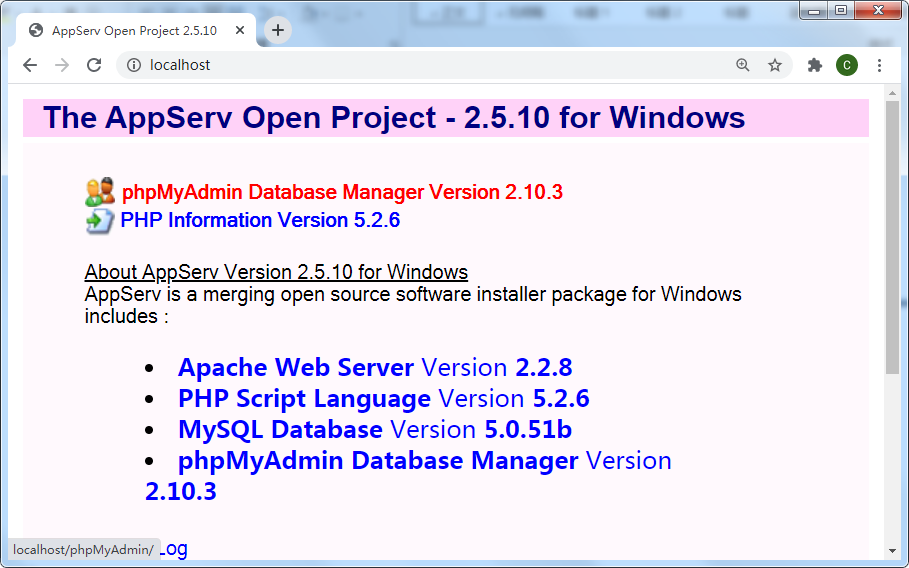 AppServ Open Project 2.5.10
localhost
C
The AppServ Open Project - 2.5.10 for Windows
phpMyAdmin Database Manager Version 2.10.3
PHP Information Version 5.2.6
About AppServ Version 2.5.10 for Windows
AppServ is a merging open source software installer package for Windows
includes :
• Apache Web Server Version 2.2.8
• PHP Script Language Version 5.2.6
• MySQL Database Version 5.0.51b
• phpMyAdmin Database Manager Version
2.10.3
localhost/phpMyAdmin/ Log